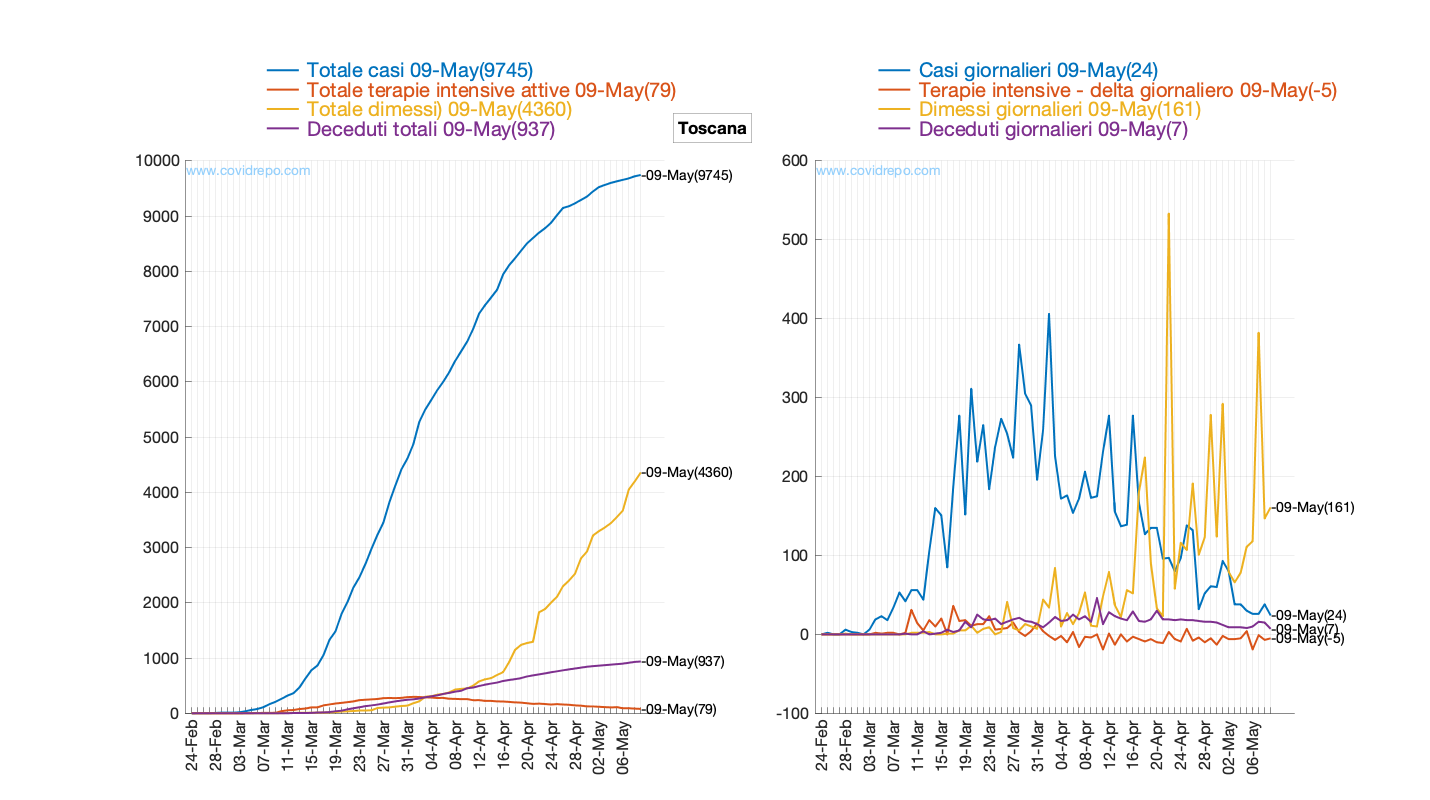 Totale casi 09-May(9745)
Totale terapie intensive attive 09-May(79)
Totale dimessi) 09-May(4360)
Deceduti totali 09-May(937)
Toscana
Casi giornalieri 09-May(24)
Terapie intensive - delta giornaliero 09-May(-5)
Dimessi giornalieri 09-May(161)
Deceduti giornalieri 09-May(7)
www.covidrepo.com
10000
9000
8000
7000
6000
5000
4000
3000
2000
1000
0
-09-May(9745)
-09-May(4360)
-09-May(937)
-09-May(79)
24-Feb
28-Feb
03-Mar
07-Mar
11-Mar
15-Mar
19-Mar
23-Mar
27-Mar
31-Mar
04-Apr
08-Apr
12-Apr
16-Apr
20-Apr
24-Apr
28-Apr
02-May
06-May
www.covidrepo.com
600
500
400
300
200
100
0
-100
-09-May(161)
-09-May(24)
-09-May(7)
-09-May(-5)
24-Feb
28-Feb
03-Mar
07-Mar
11-Mar
15-Mar
19-Mar
23-Mar
27-Mar
31-Mar
04-Apr
08-Apr
12-Apr
16-Apr
20-Apr
24-Apr
28-Apr
02-May
06-May